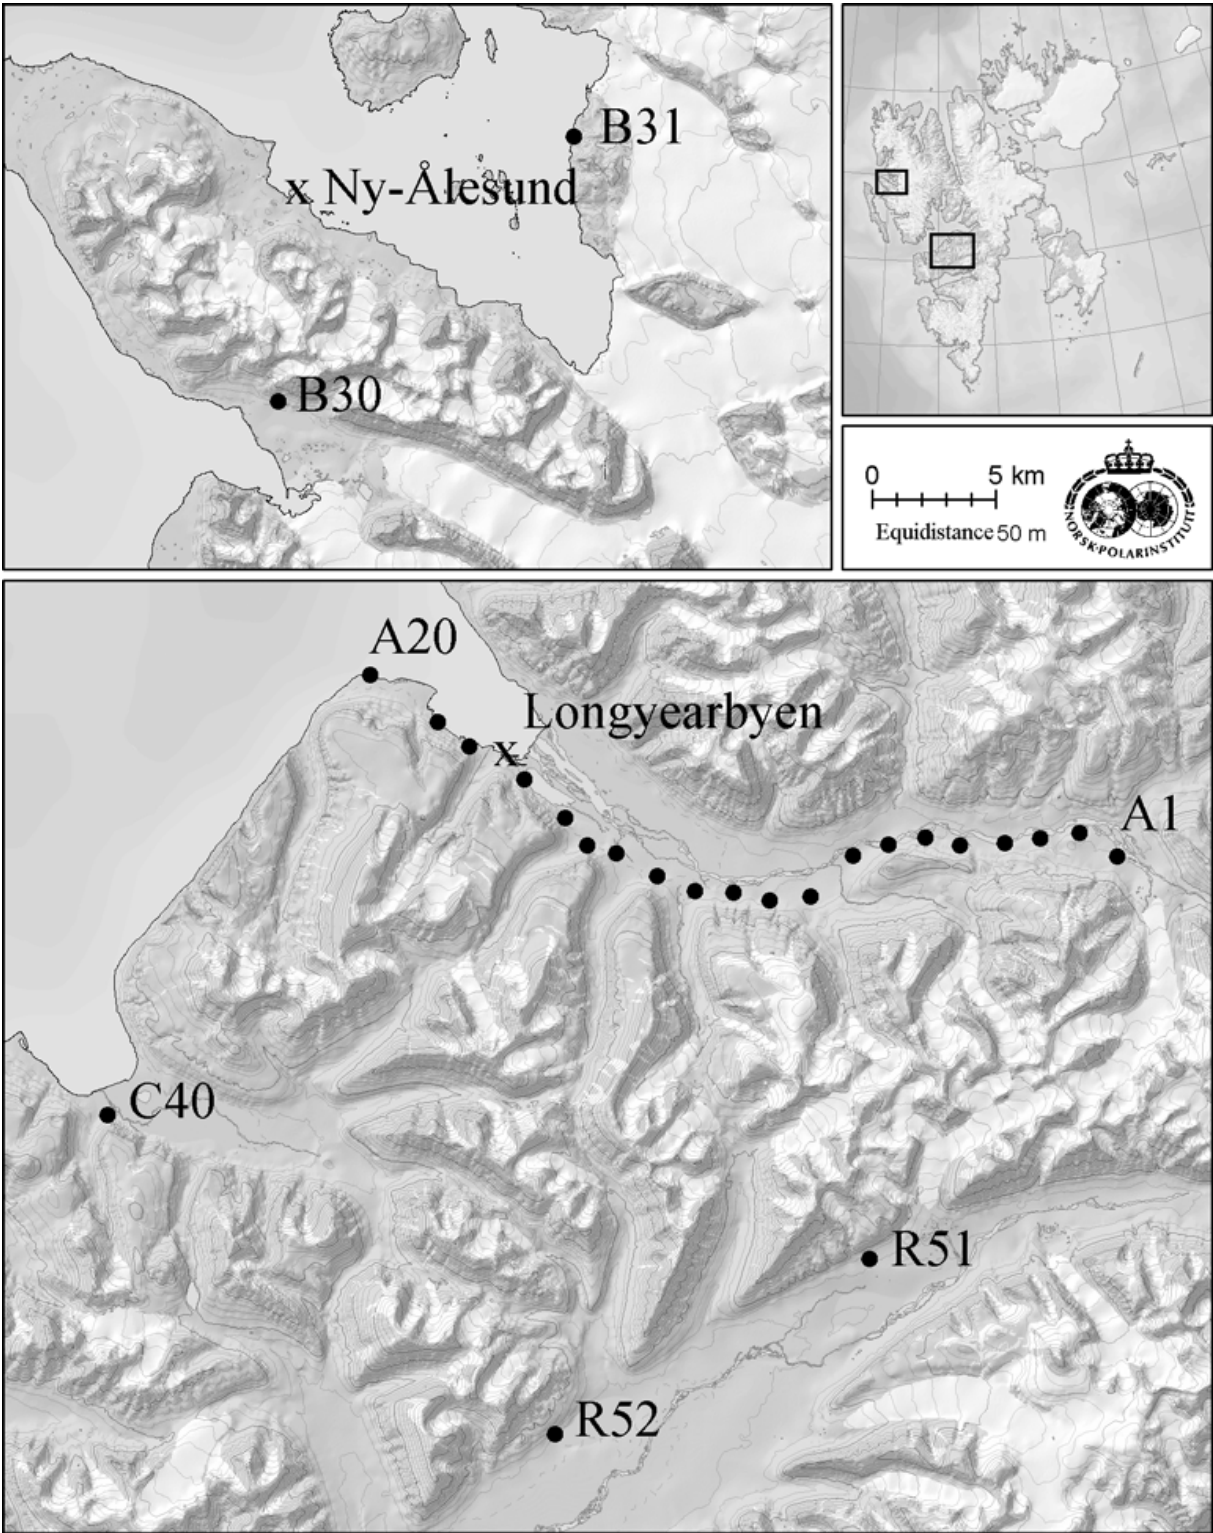 B31
x Ny-Ålesund
B30
0 5 km
Equidistance 50 m
NORSK·POLARINSTITUTT
A20
Longyearbyen
x
A1
C40
R51
R52